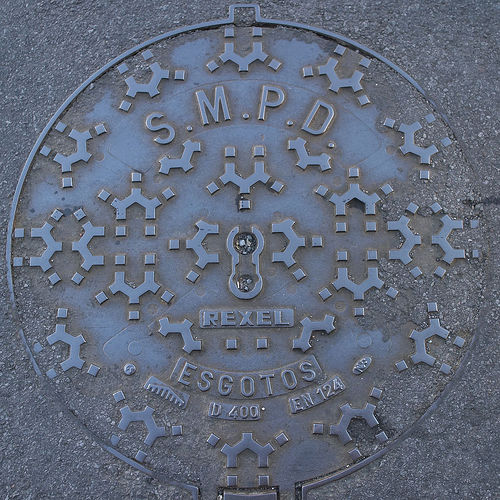 S.M.P.D.
REXEL
ESGOTOS
D 400 EN 124